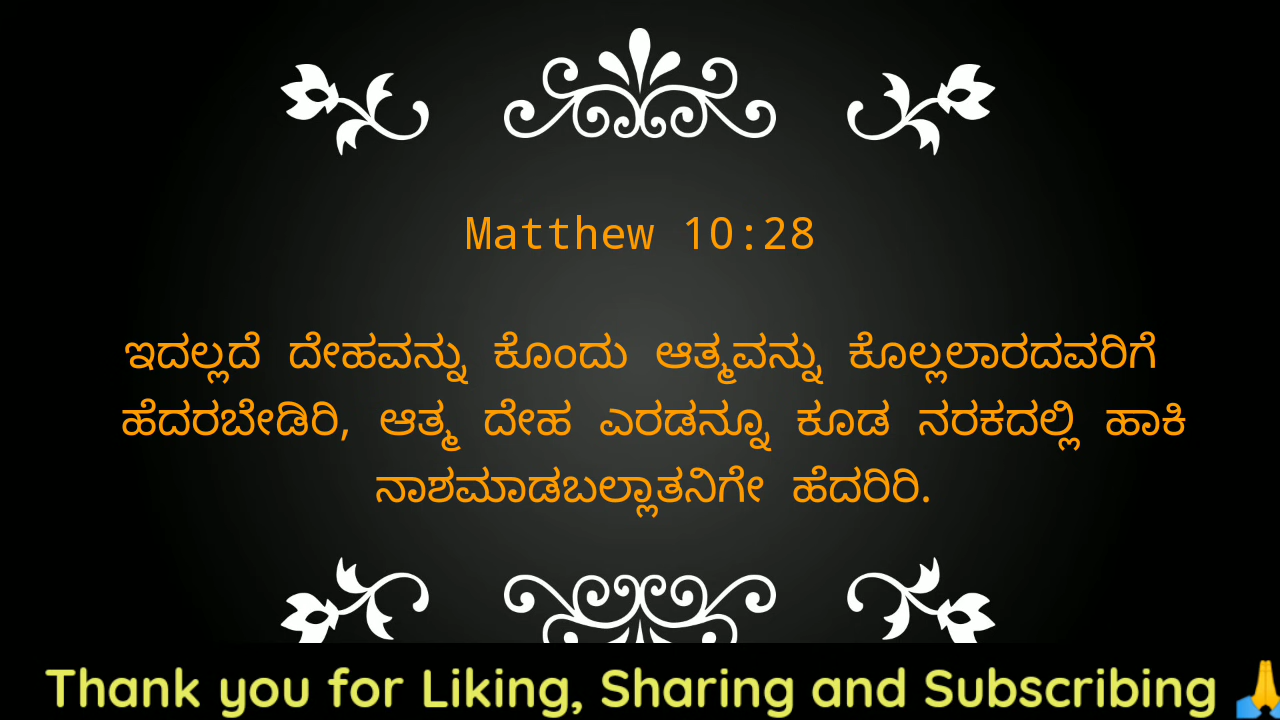 Matthew 10:28
ಇದಲ್ಲದೆ ದೇಹವನ್ನು ಕೊಂದು ಆತ್ಮವನ್ನು ಕೊಲ್ಲಲಾರದವರಿಗೆ
ಹೆದರಬೇಡಿರಿ, ಆತ್ಮ ದೇಹ ಎರಡನ್ನೂ ಕೂಡ ನರಕದಲ್ಲಿ ಹಾಕಿ
ನಾಶಮಾಡಬಲ್ಲಾತನಿಗೇ ಹೆದರಿರಿ.
Thank you for Liking, Sharing and Subscribing 🙏